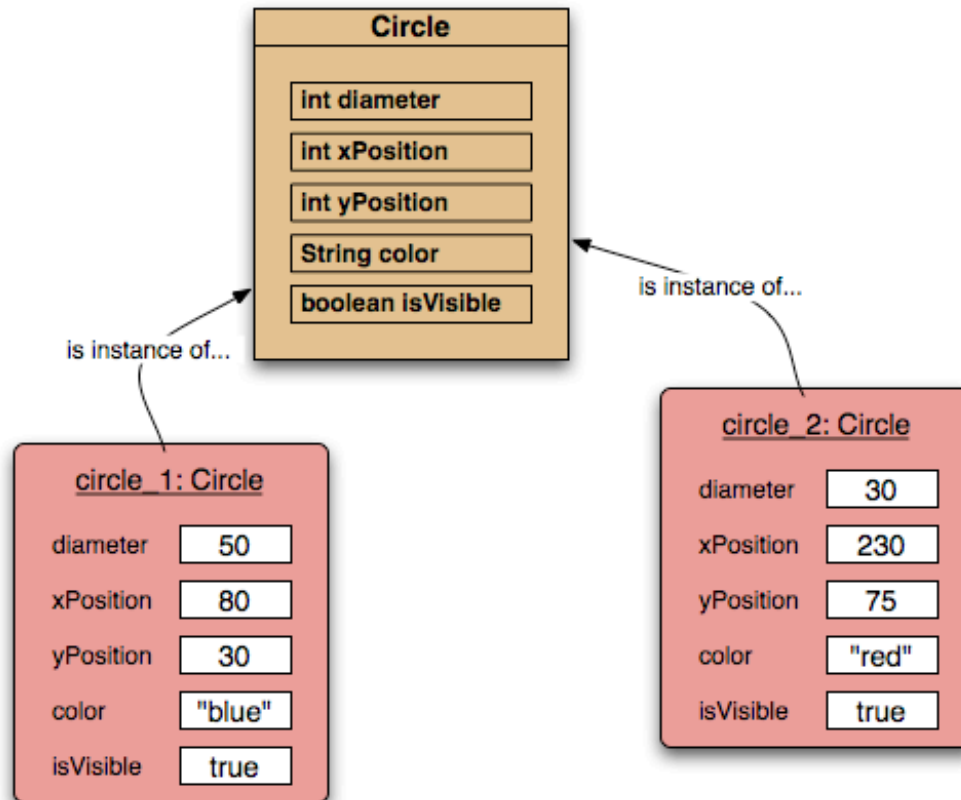 Circle
int diameter
int xPosition
int yPosition
String color
boolean isVisible
is instance of...
is instance of...
circle_1: Circle
diameter 50
xPosition 80
yPosition 30
color "blue"
isVisible true
circle_2: Circle
diameter 30
xPosition 230
yPosition 75
color "red"
isVisible true